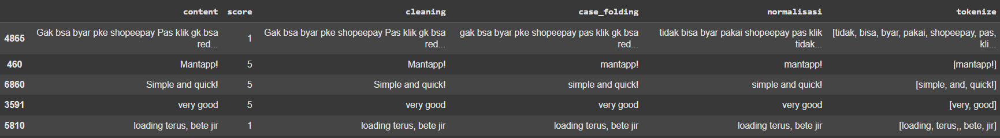 content score cleaning case_folding normalisasi tokenize
4865 Gak bsa byar pke shopeepay Pas klik gk bsa red... 1 Gak bsa byar pke shopeepay Pas klik gk bsa red... gak bsa byar pke shopeepay pas klik gk bsa red... tidak bisa byar pakai shopeepay pas klik tidak... [tidak, bisa, byar, pakai, shopeepay, pas, kli...
460 Mantapp! 5 Mantapp! mantapp! mantapp! [mantapp!]
6860 Simple and quick! 5 Simple and quick! simple and quick! simple and quick! [simple, and, quick!]
3591 very good 5 very good very good very good [very, good]
5810 loading terus, bete jir 1 loading terus, bete jir loading terus, bete jir loading terus, bete jir [loading, terus,, bete, jir]